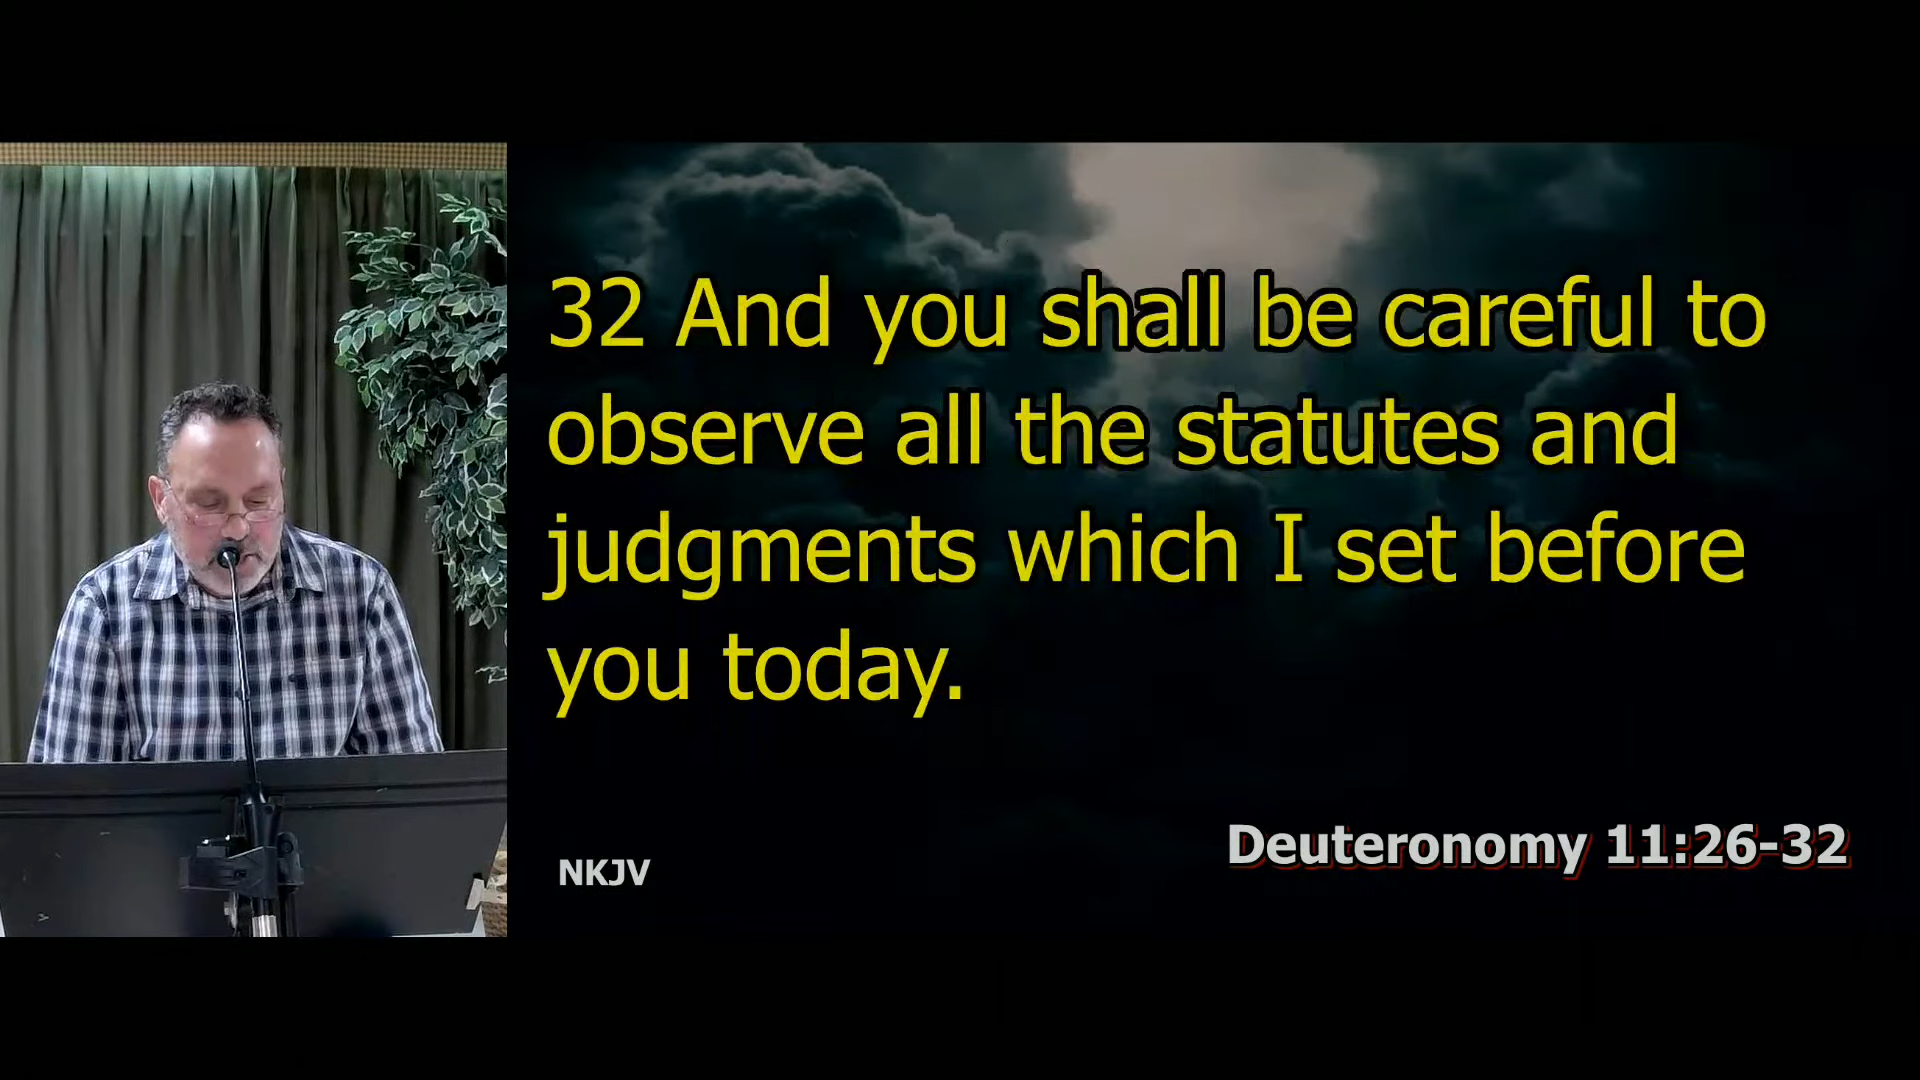 32 And you shall be careful to
observe all the statutes and
judgments which I set before
you today.
Deuteronomy 11:26-32
NKJV